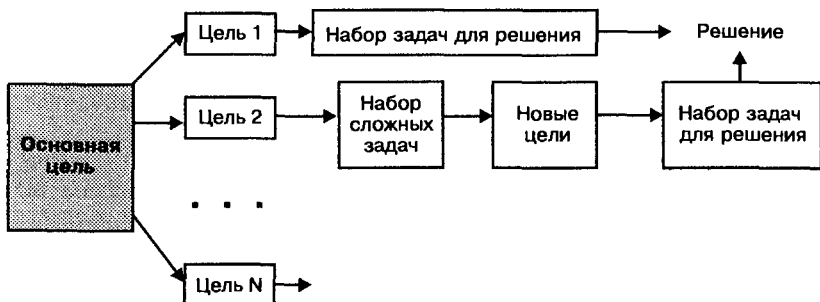 Цель 1
Набор задач для решения
Решение
Основная
цель
Цель 2
Набор
сложных
задач
Новые
цели
Набор задач
для решения
. . .
Цель N